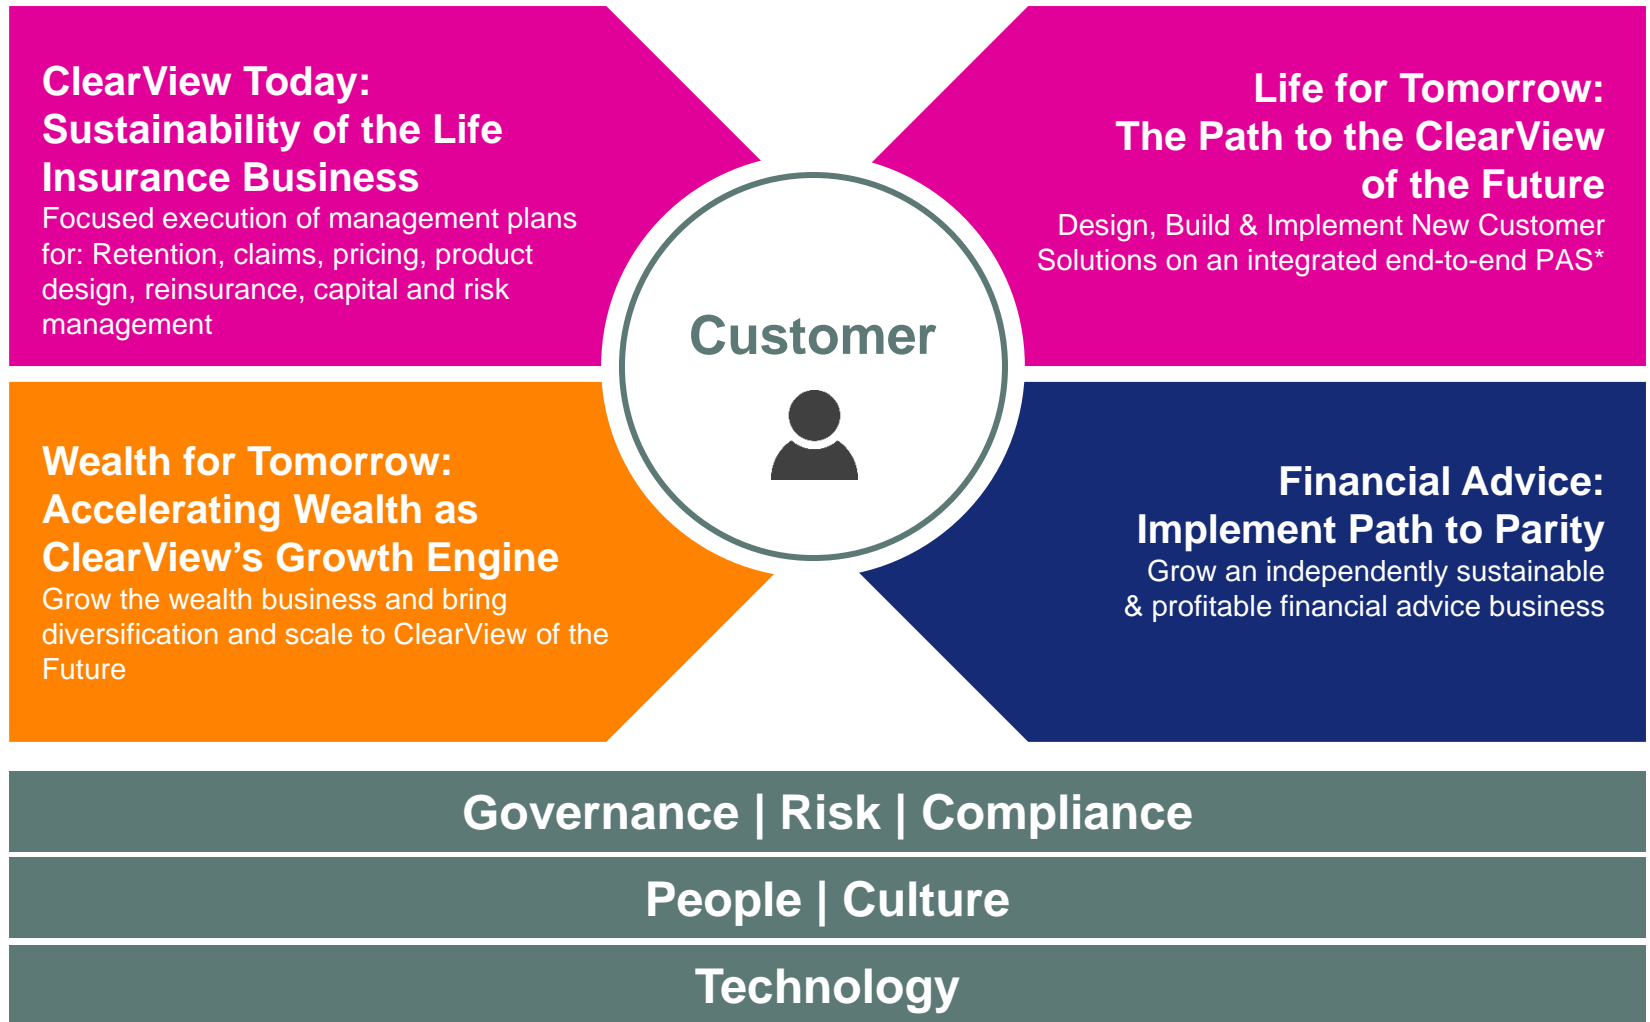 ClearView Today:
Sustainability of the Life
Insurance Business
Focused execution of management plans
for: Retention, claims, pricing, product
design, reinsurance, capital and risk
management
Life for Tomorrow:
The Path to the ClearView
of the Future
Design, Build & Implement New Customer
Solutions on an integrated end-to-end PAS*
Customer
Wealth for Tomorrow:
Accelerating Wealth as
ClearView’s Growth Engine
Grow the wealth business and bring
diversification and scale to ClearView of the
Future
Financial Advice:
Implement Path to Parity
Grow an independently sustainable
& profitable financial advice business
Governance | Risk | Compliance
People | Culture
Technology